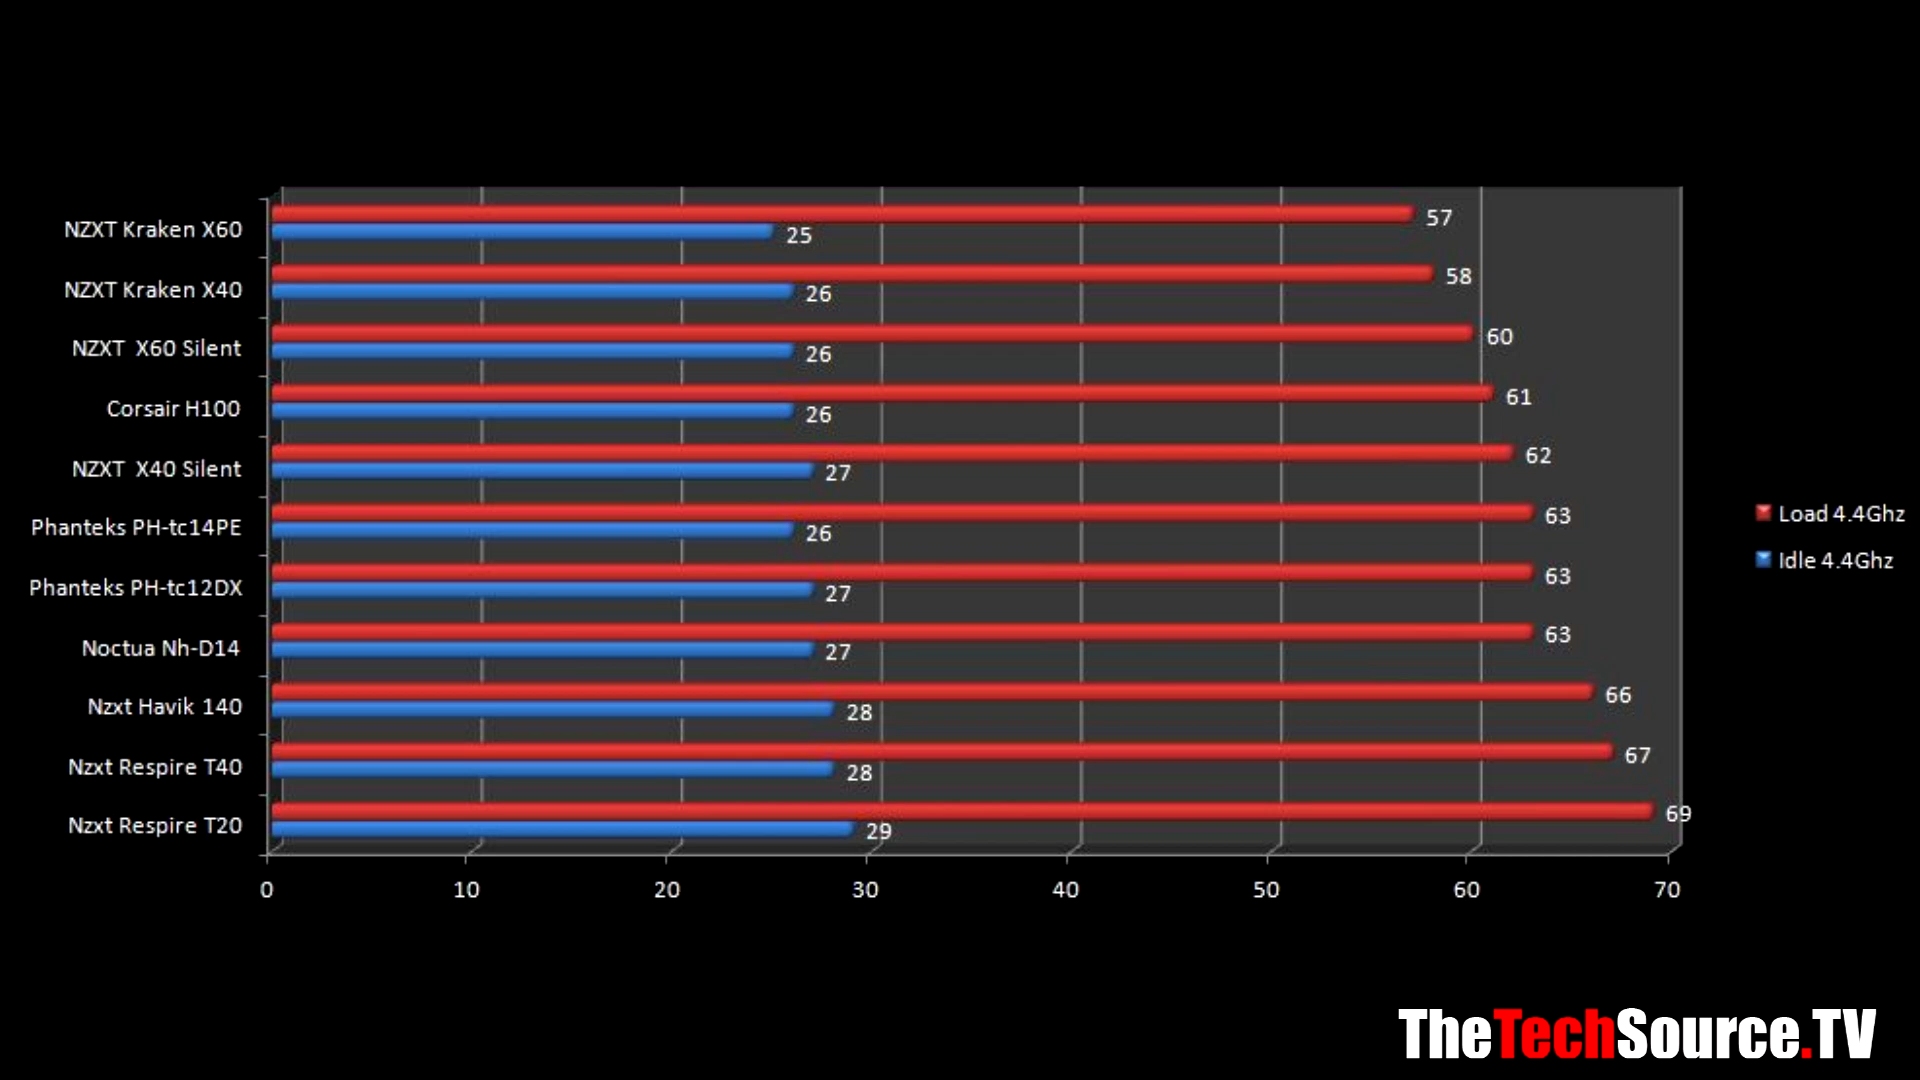 NZXT Kraken X60
57
25
NZXT Kraken X40
58
26
NZXT X60 Silent
60
26
Corsair H100
61
26
NZXT X40 Silent
62
27
Phanteks PH-tc14PE
63
26
Phanteks PH-tc12DX
63
27
Noctua Nh-D14
63
27
Nzxt Havik 140
66
28
Nzxt Respire T40
67
28
Nzxt Respire T20
69
29
0 10 20 30 40 50 60 70
Load 4.4Ghz
Idle 4.4Ghz
TheTechSource.TV